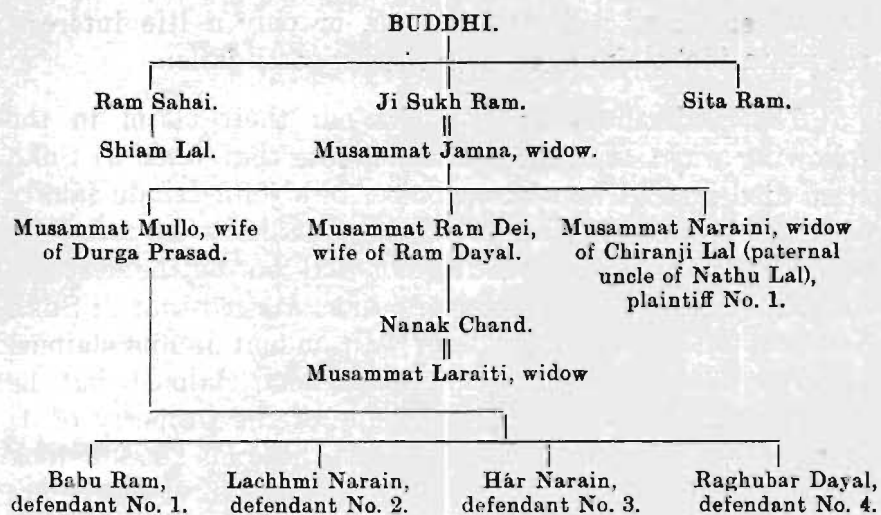 BUDDHI.
Ram Sahai. Ji Sukh Ram. Sita Ram.
Shiam Lal. Musammat Jamna, widow.
Musammat Mullo, wife Musammat Ram Dei, Musammat Naraini, widow
of Durga Prasad. wife of Ram Dayal. of Chiranji Lal (paternal
uncle of Nathu Lal),
plaintiff No. 1.
Nanak Chand.
Musammat Laraiti, widow
Babu Ram, Lachhmi Narain, Hár Narain, Raghubar Dayal,
defendant No. 1. defendant No. 2. defendant No. 3. defendant No. 4.